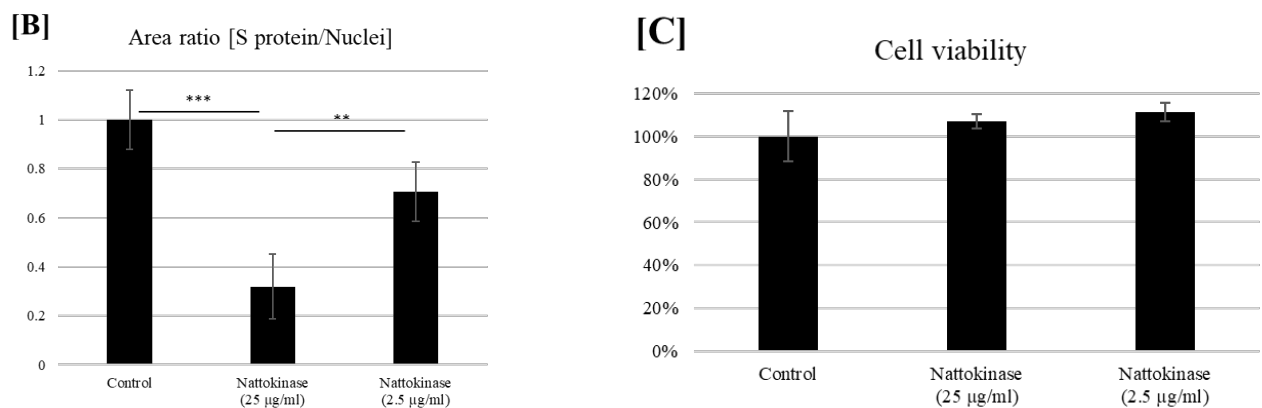 [B]
Area ratio [S protein/Nuclei]
1.2
1
0.8
0.6
0.4
0.2
0
***
**
Control
Nattokinase
(25 μg/ml)
Nattokinase
(2.5 μg/ml)
[C]
Cell viability
120%
100%
80%
60%
40%
20%
0%
Control
Nattokinase
(25 μg/ml)
Nattokinase
(2.5 μg/ml)